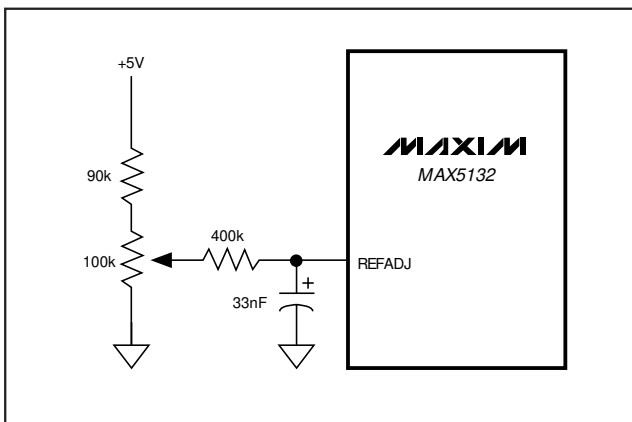 +5V
MAXIM
MAX5132
90k
400k
100k
REFADJ
+
33nF